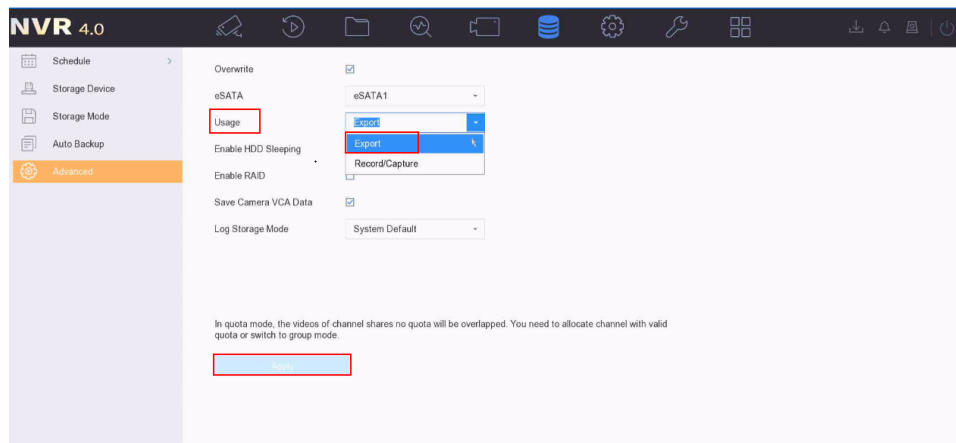 NVR 4.0
Schedule
Storage Device
Storage Mode
Auto Backup
Advanced
Overwrite
eSATA eSATA1
Usage Export
Export
Enable HDD Sleeping
Record/Capture
Enable RAID
Save Camera VCA Data
Log Storage Mode System Default
In quota mode, the videos of channel shares no quota will be overlapped. You need to allocate channel with valid
quota or switch to group mode.
Apply